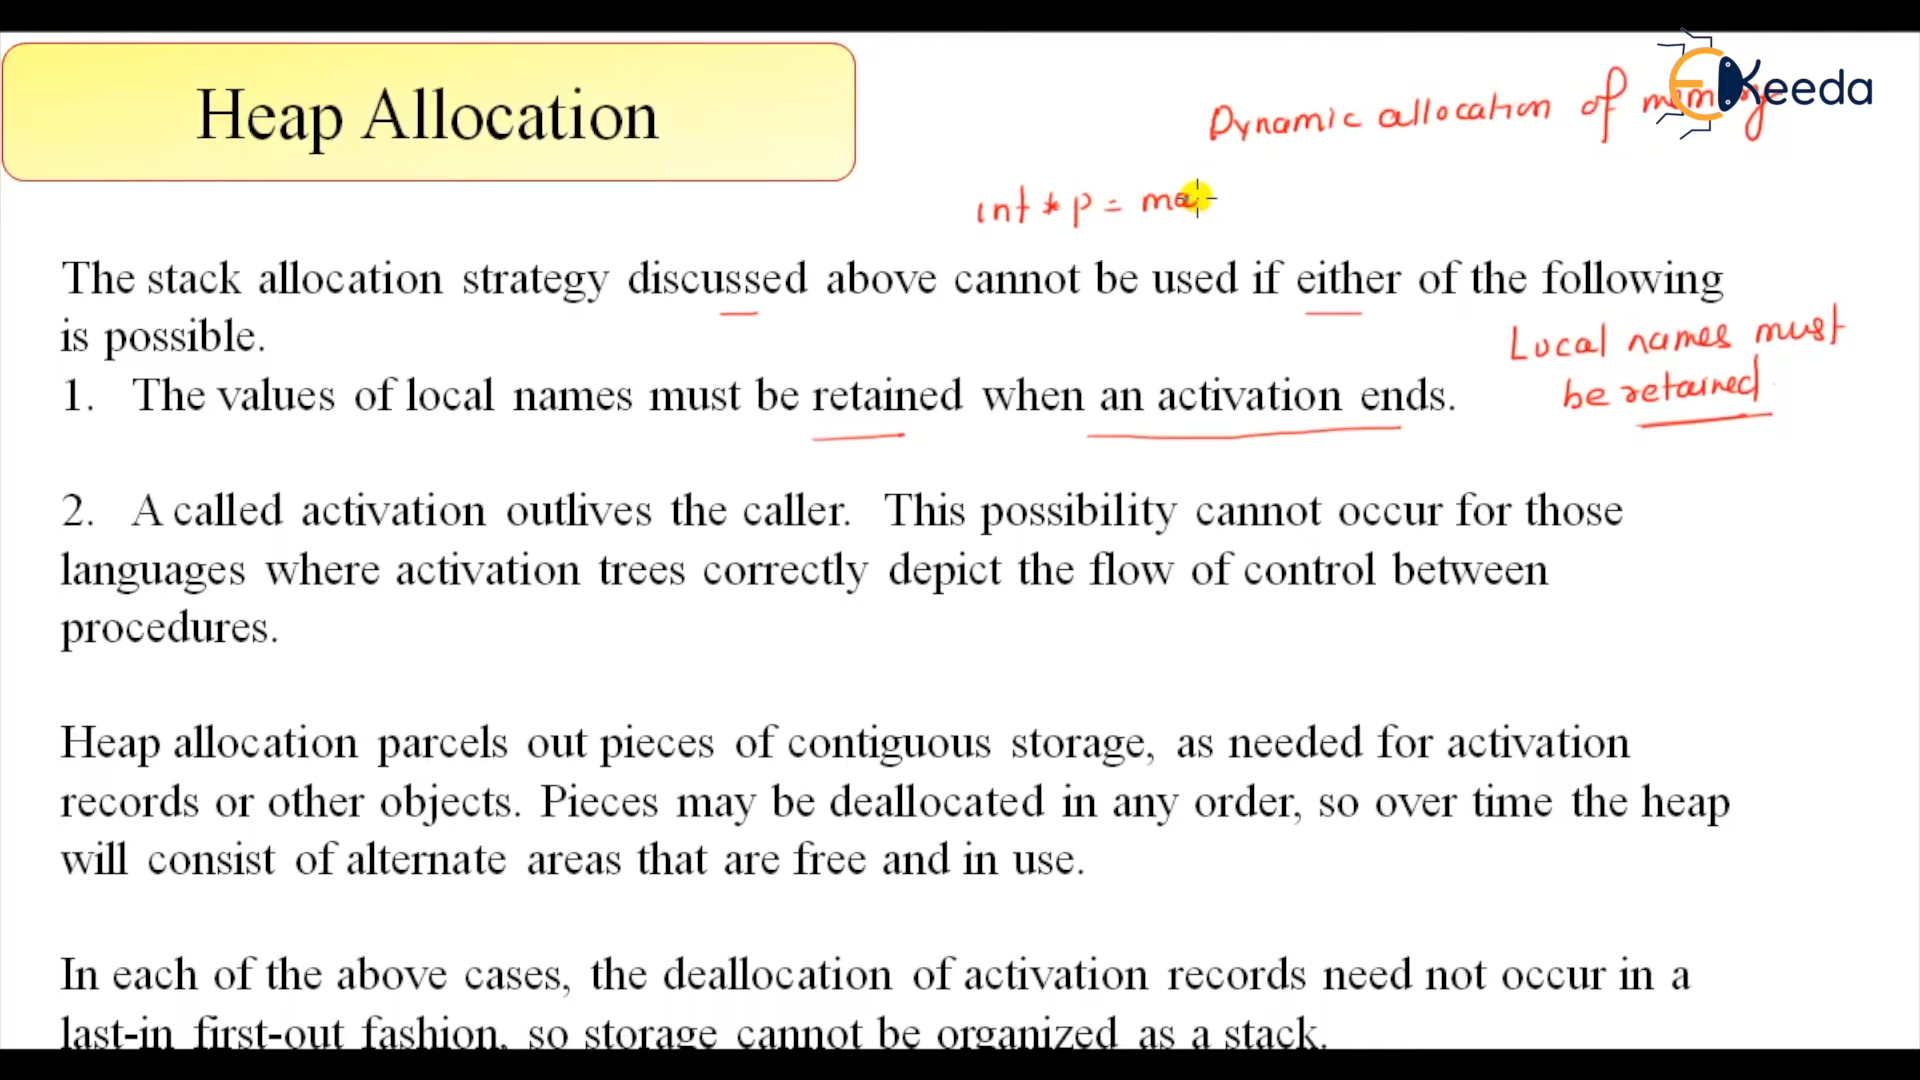 Heap Allocation
Dynamic allocation of memory
EKeeda
int * p = ma
The stack allocation strategy discussed above cannot be used if either of the following
is possible.
Local names must
be retained
1. The values of local names must be retained when an activation ends.
2. A called activation outlives the caller. This possibility cannot occur for those
languages where activation trees correctly depict the flow of control between
procedures.
Heap allocation parcels out pieces of contiguous storage, as needed for activation
records or other objects. Pieces may be deallocated in any order, so over time the heap
will consist of alternate areas that are free and in use.
In each of the above cases, the deallocation of activation records need not occur in a
last-in first-out fashion, so storage cannot be organized as a stack.